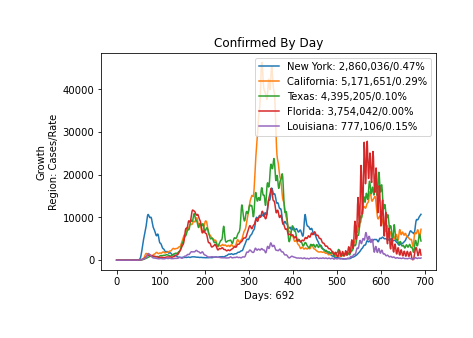 Confirmed By Day
New York: 2,860,036/0.47%
California: 5,171,651/0.29%
Texas: 4,395,205/0.10%
Florida: 3,754,042/0.00%
Louisiana: 777,106/0.15%
Growth
Region: Cases/Rate
40000
30000
20000
10000
0
0 100 200 300 400 500 600 700
Days: 692